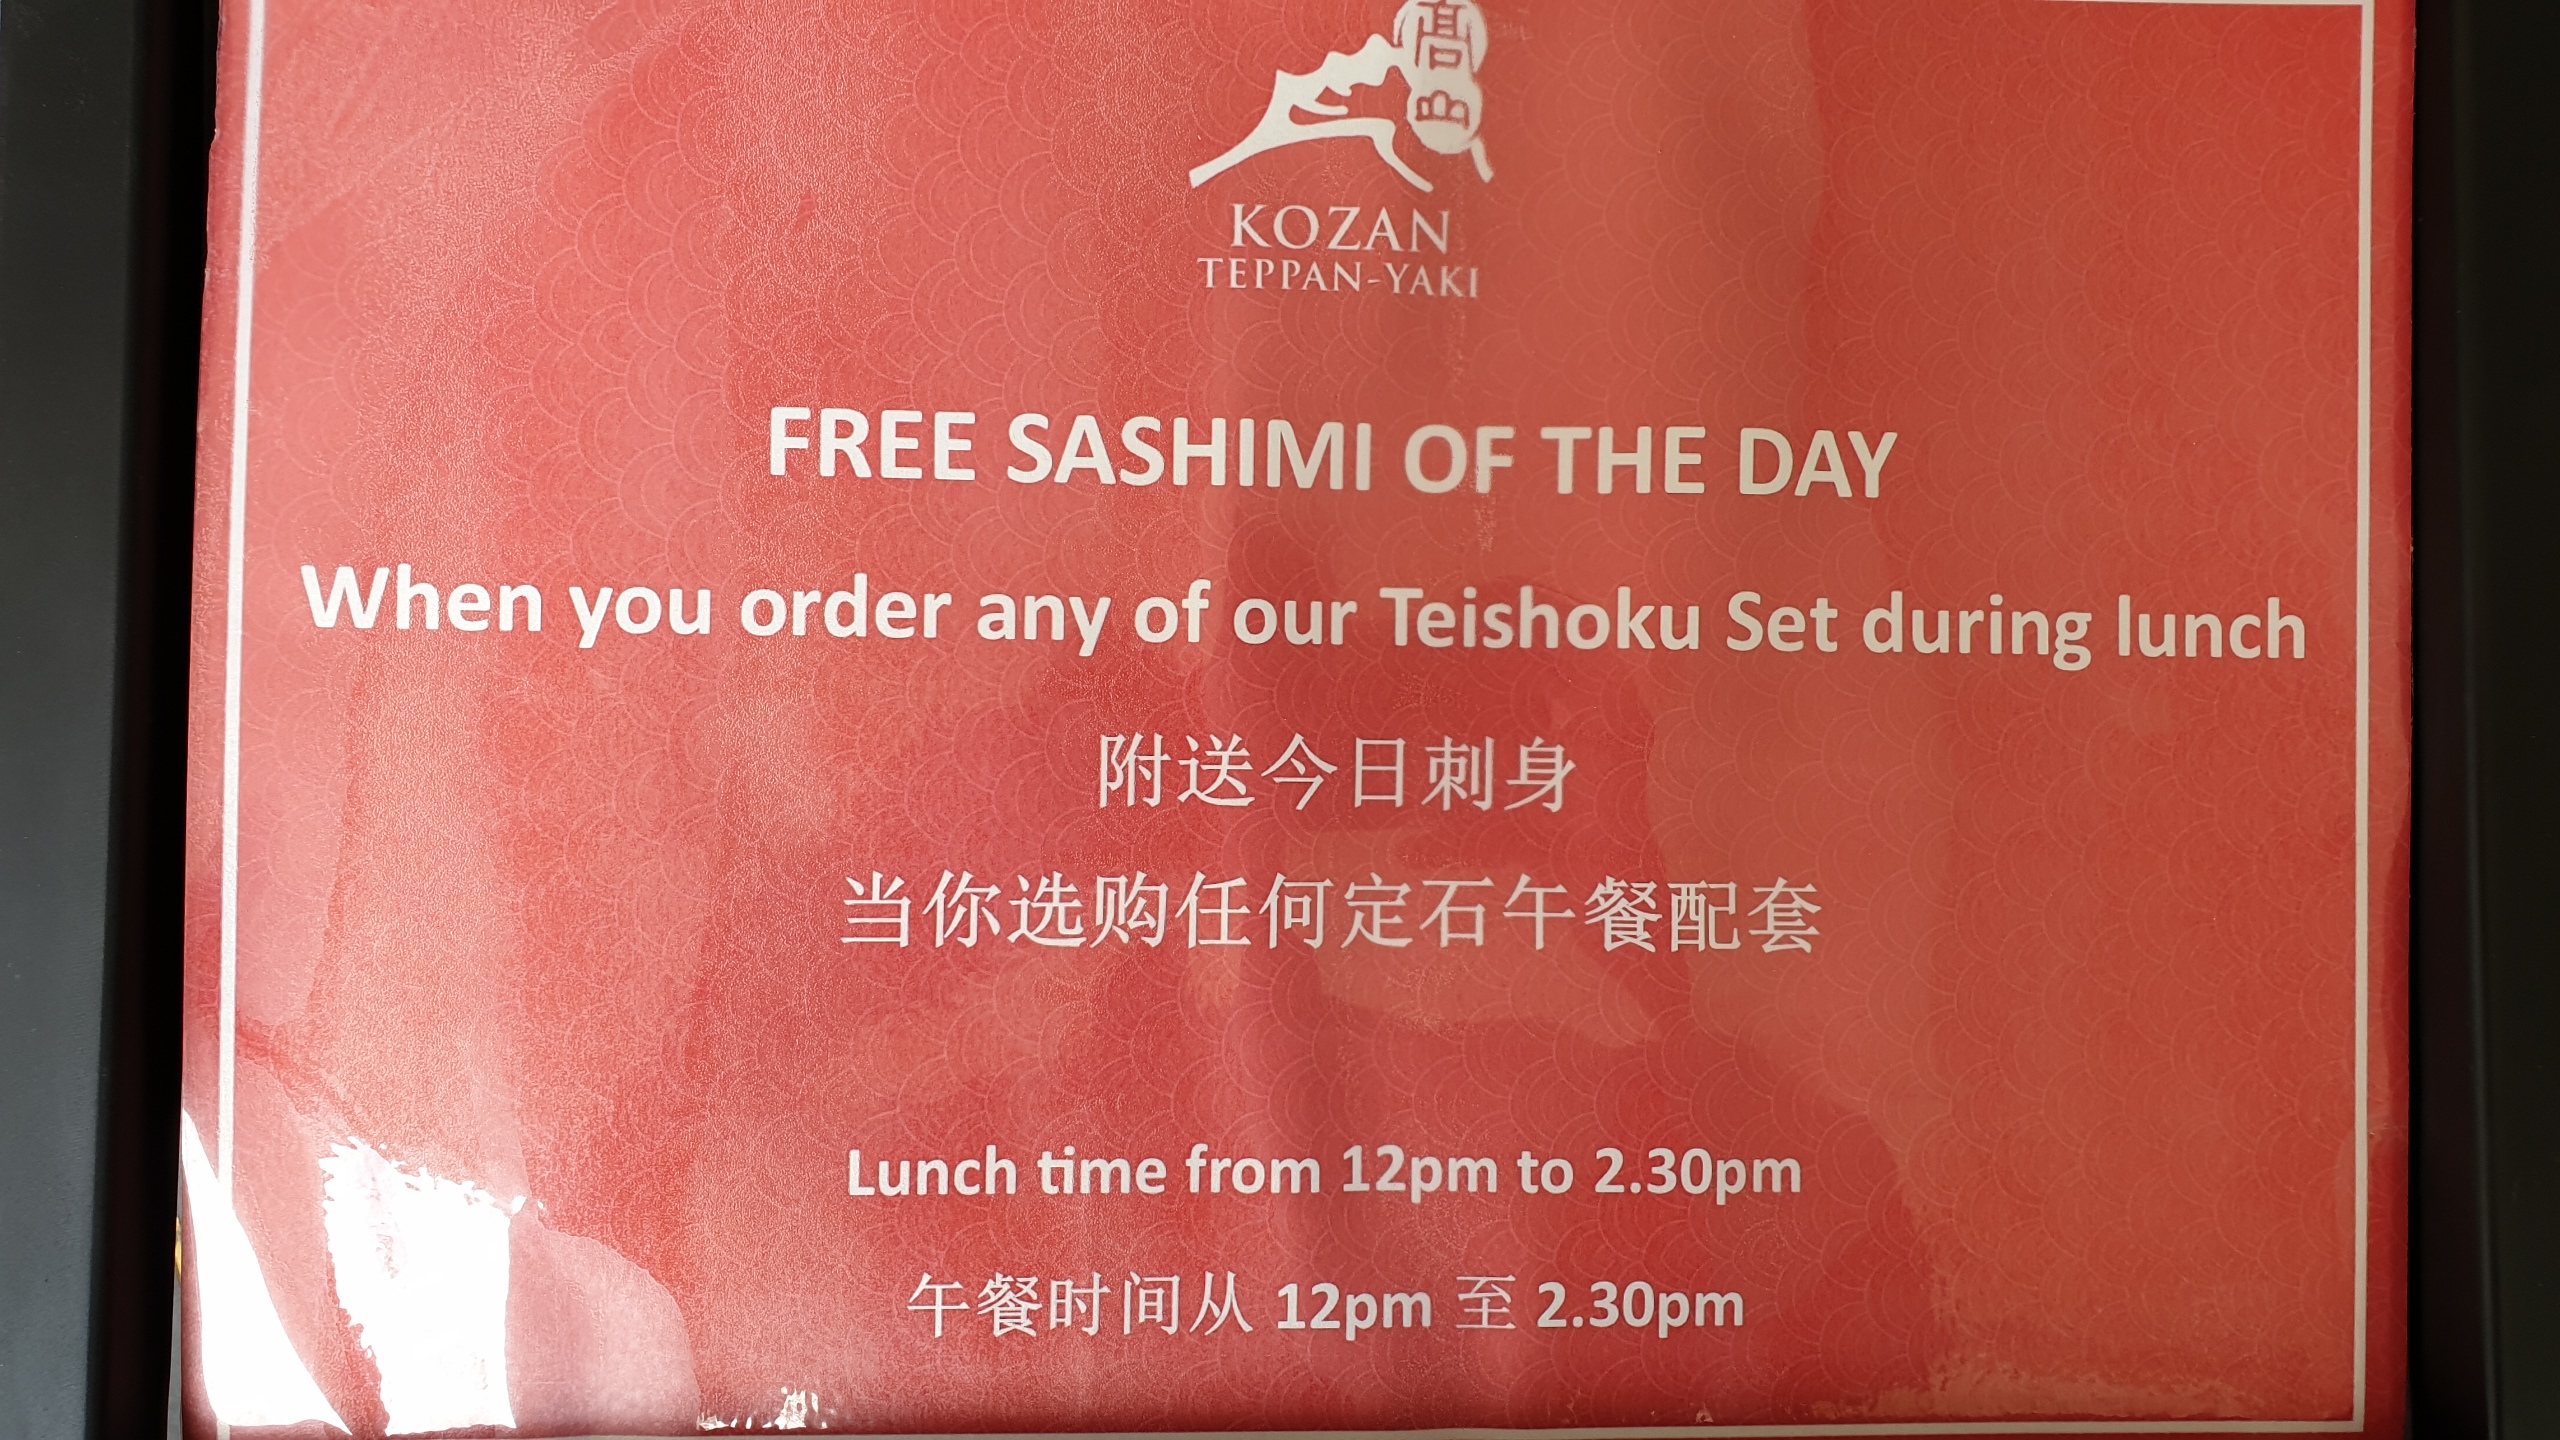 髙山
KOZAN
TEPPAN-YAKI
FREE SASHIMI OF THE DAY
When you order any of our Teishoku Set during lunch
附送今日刺身
当你选购任何定石午餐配套
Lunch time from 12pm to 2.30pm
午餐时间从 12pm 至 2.30pm